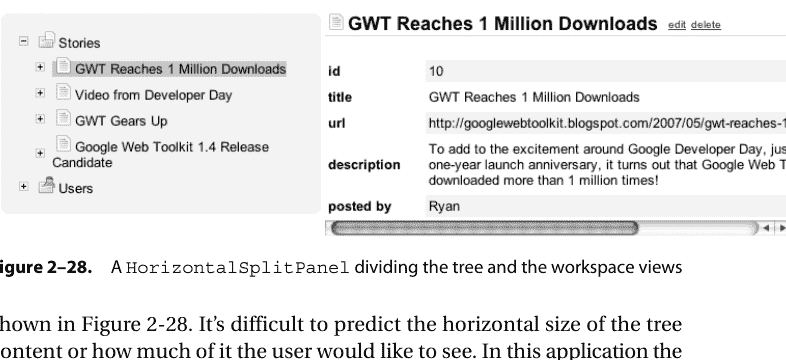 Stories
GWT Reaches 1 Million Downloads
Video from Developer Day
GWT Gears Up
Google Web Toolkit 1.4 Release
Candidate
Users
GWT Reaches 1 Million Downloads edit delete
id 10
title GWT Reaches 1 Million Downloads
url http://googlewebtoolkit.blogspot.com/2007/05/gwt-reaches-1
description To add to the excitement around Google Developer Day, jus
one-year launch anniversary, it turns out that Google Web T
downloaded more than 1 million times!
posted by Ryan
igure 2–28. A HorizontalSplitPanel dividing the tree and the workspace views
hown in Figure 2-28. It's difficult to predict the horizontal size of the tree
ontent or how much of it the user would like to see. In this application the